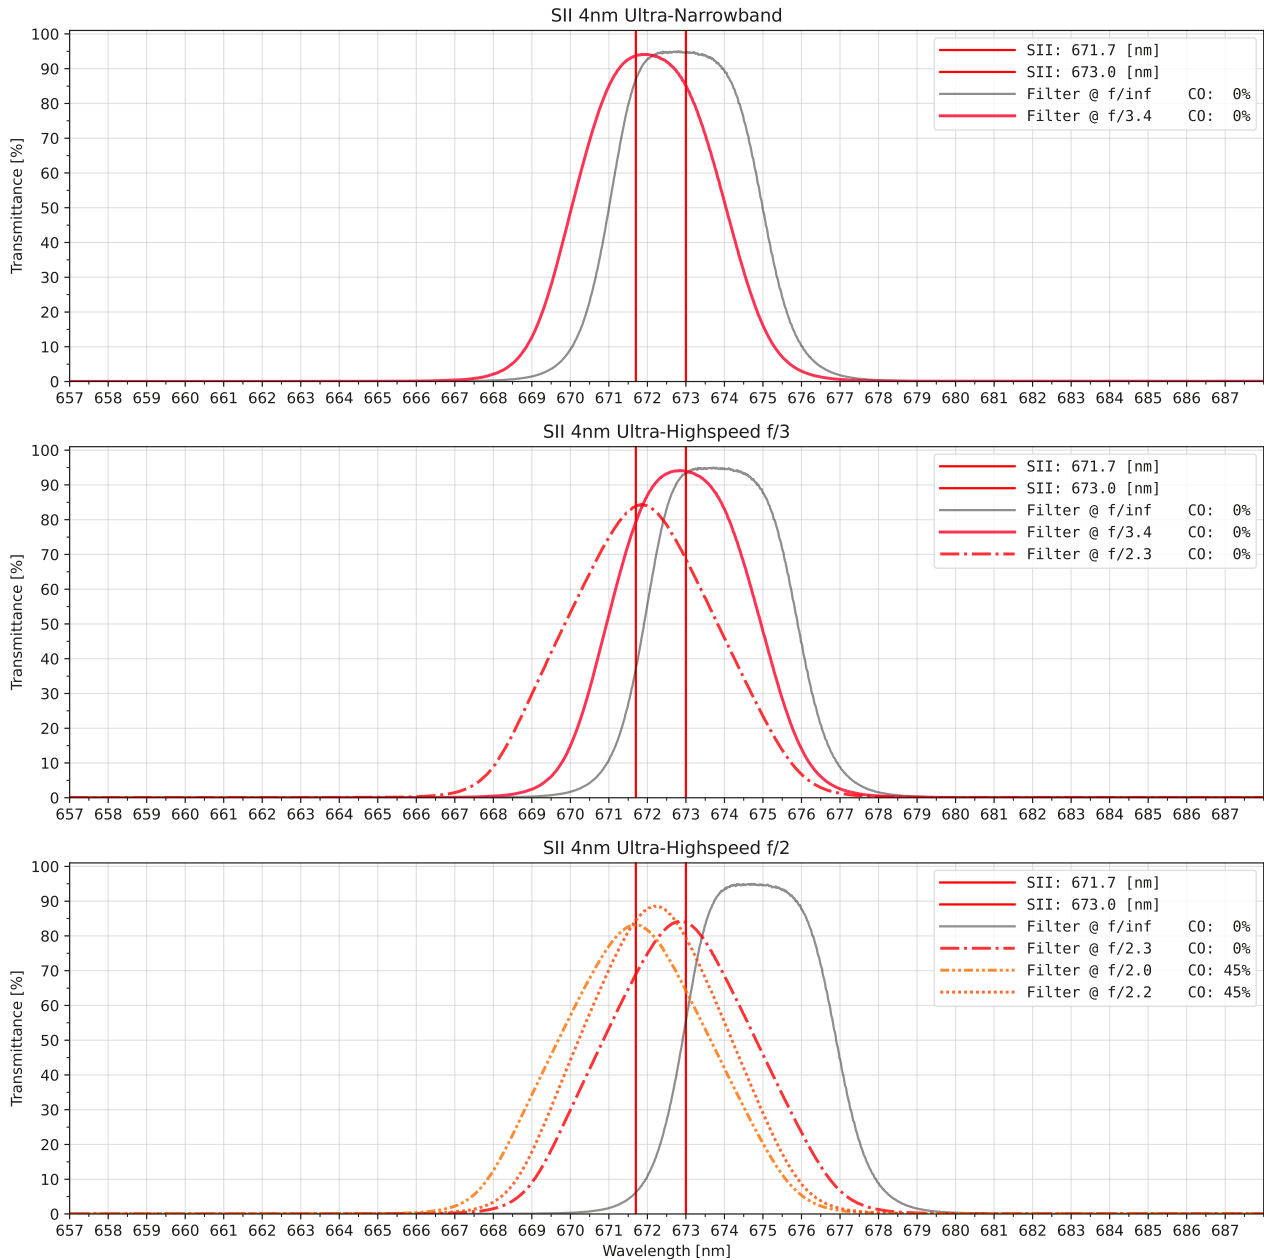 SII 4nm Ultra-Narrowband
100
90
80
70
60
50
40
30
20
10
0
Transmittance [%]
SII: 671.7 [nm]
SII: 673.0 [nm]
Filter @ f/inf CO: 0%
Filter @ f/3.4 CO: 0%
657 658 659 660 661 662 663 664 665 666 667 668 669 670 671 672 673 674 675 676 677 678 679 680 681 682 683 684 685 686 687
SII 4nm Ultra-Highspeed f/3
100
90
80
70
60
50
40
30
20
10
0
Transmittance [%]
SII: 671.7 [nm]
SII: 673.0 [nm]
Filter @ f/inf CO: 0%
Filter @ f/3.4 CO: 0%
Filter @ f/2.3 CO: 0%
657 658 659 660 661 662 663 664 665 666 667 668 669 670 671 672 673 674 675 676 677 678 679 680 681 682 683 684 685 686 687
SII 4nm Ultra-Highspeed f/2
100
90
80
70
60
50
40
30
20
10
0
Transmittance [%]
SII: 671.7 [nm]
SII: 673.0 [nm]
Filter @ f/inf CO: 0%
Filter @ f/2.3 CO: 0%
Filter @ f/2.0 CO: 45%
Filter @ f/2.2 CO: 45%
657 658 659 660 661 662 663 664 665 666 667 668 669 670 671 672 673 674 675 676 677 678 679 680 681 682 683 684 685 686 687
Wavelength [nm]